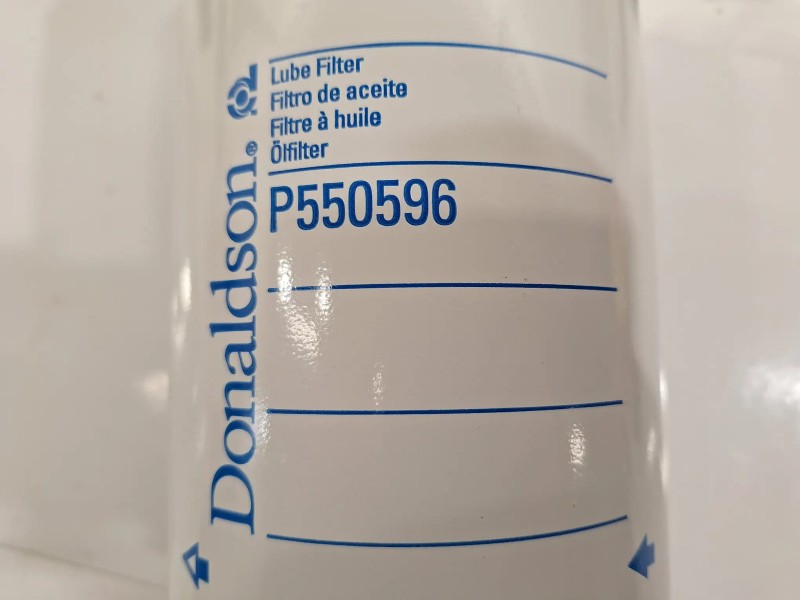 Lube Filter
Filtro de aceite
Filtre à huile
Ölfilter
P550596
Donaldson®